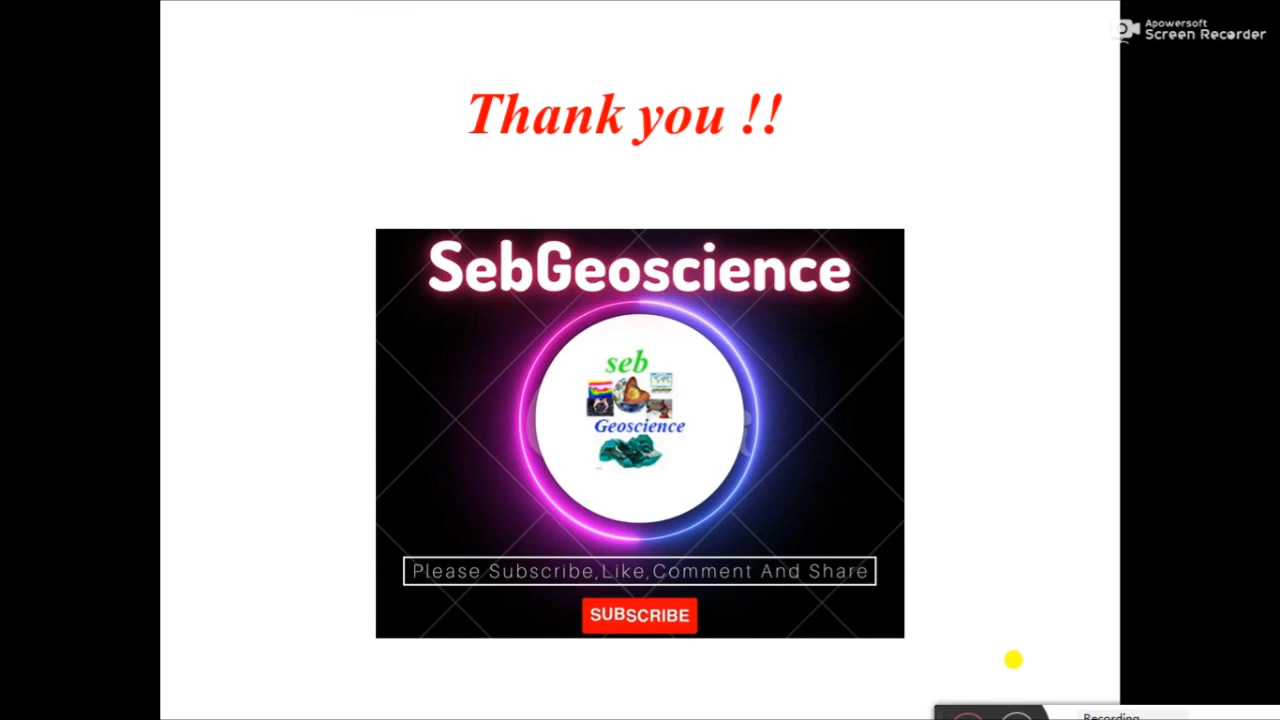 Apowersoft
Screen Recorder
Thank you !!
SebGeoscience
seb
Geoscience
Please Subscribe,Like,Comment And Share
SUBSCRIBE
Recording